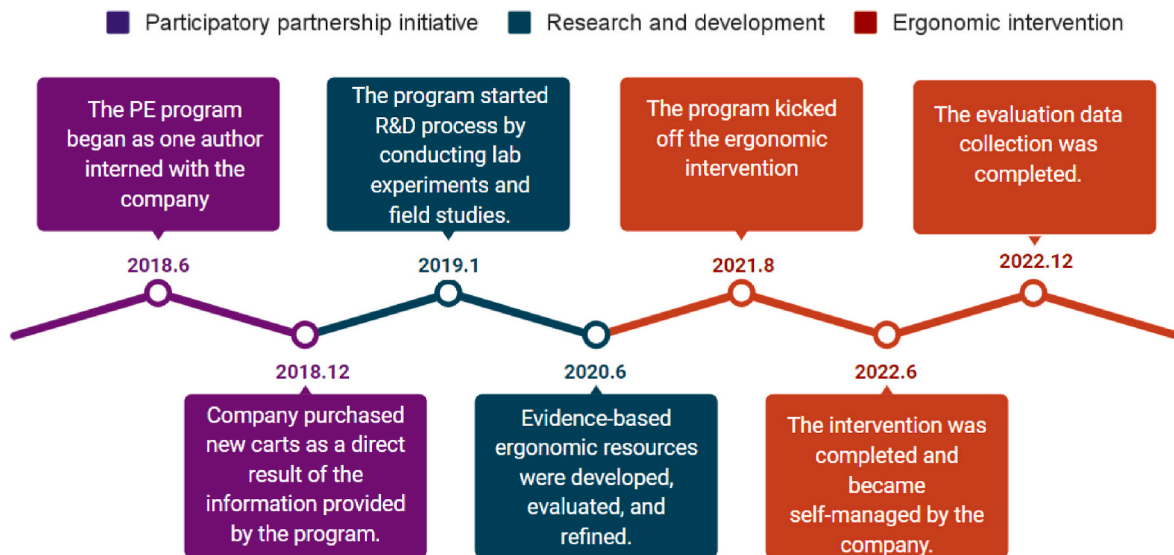 Participatory partnership initiative
Research and development
Ergonomic intervention
The PE program
began as one author
interned with the
company
2018.6
Company purchased
new carts as a direct
result of the
information provided
by the program.
2018.12
The program started
R&D process by
conducting lab
experiments and
field studies.
2019.1
Evidence-based
ergonomic resources
were developed,
evaluated, and
refined.
2020.6
The program kicked
off the ergonomic
intervention
2021.8
The intervention was
completed and
became
self-managed by the
company.
2022.6
The evaluation data
collection was
completed.
2022.12